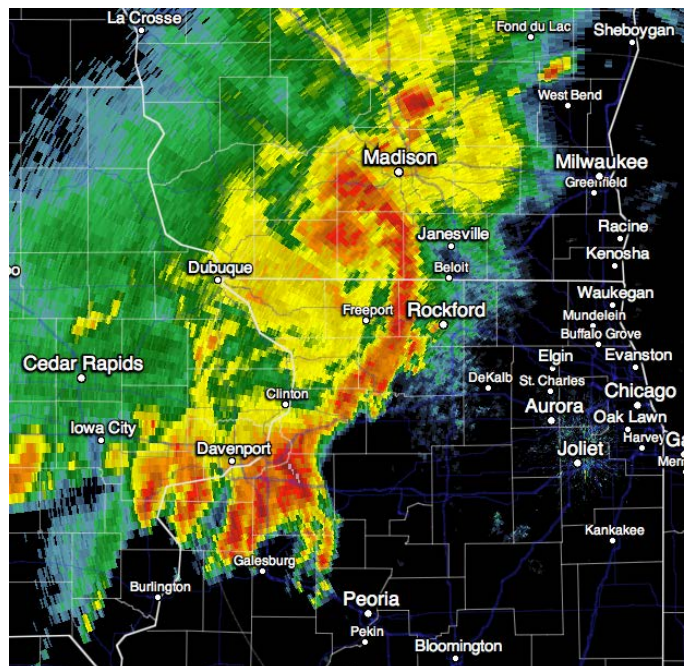 La Crosse
Fond du Lac
Sheboygan
West Bend
Madison
Milwaukee
Greenfield
Racine
Janesville
Kenosha
Dubuque
Beloit
Waukegan
Freeport
Rockford
Mundelein
Buffalo Grove
Elgin
Evanston
Cedar Rapids
DeKalb
St. Charles
Clinton
Chicago
Aurora
Oak Lawn
Iowa City
Harvey
Ga
Davenport
Joliet
Merr
Kankakee
Galesburg
Burlington
Peoria
Pekin
Bloomington